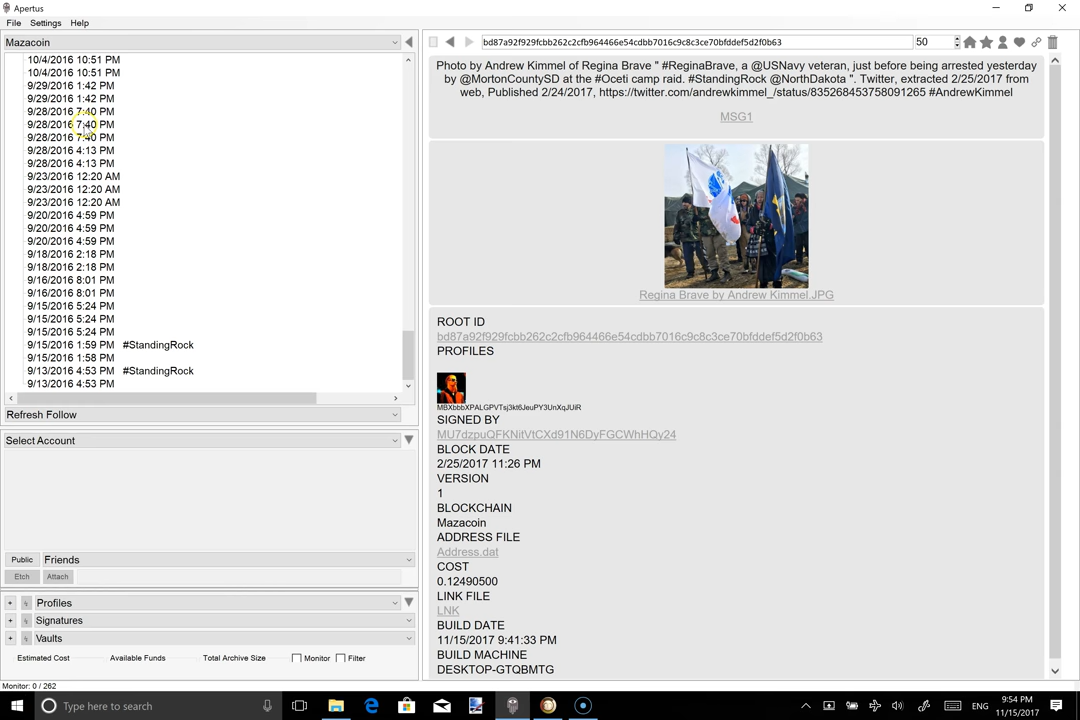 Apertus
File Settings Help
Mazacoin
10/4/2016 10:51 PM
10/4/2016 10:51 PM
9/29/2016 1:42 PM
9/29/2016 1:42 PM
9/28/2016 7:40 PM
9/28/2016 PM
9/28/2016 7:40 PM
9/28/2016 4:13 PM
9/28/2016 4:13 PM
9/23/2016 12:20 AM
9/23/2016 12:20 AM
9/23/2016 12:20 AM
9/20/2016 4:59 PM
9/20/2016 4:59 PM
9/20/2016 4:59 PM
9/18/2016 2:18 PM
9/18/2016 2:18 PM
9/16/2016 8:01 PM
9/16/2016 8:01 PM
9/15/2016 5:24 PM
9/15/2016 5:24 PM
9/15/2016 5:24 PM
9/15/2016 1:59 PM #StandingRock
9/15/2016 1:58 PM
9/13/2016 4:53 PM #StandingRock
9/13/2016 4:53 PM
Refresh Follow
Select Account
Public Friends
Etch Attach
+ Profiles
+ Signatures
+ Vaults
Estimated Cost Available Funds Total Archive Size Monitor Filter
Monitor: 0 / 262
bd87a92f929fcbb262c2cfb964466e54cdbb7016c9c8c3ce70bfddef5d2f0b63 50
Photo by Andrew Kimmel of Regina Brave " #ReginaBrave, a @USNavy veteran, just before being arrested yesterday
by @MortonCountySD at the #Oceti camp raid. #StandingRock @NorthDakota ". Twitter, extracted 2/25/2017 from
web, Published 2/24/2017, https://twitter.com/andrewkimmel_/status/835268453758091265 #AndrewKimmel
MSG1
Regina Brave by Andrew Kimmel.JPG
ROOT ID
bd87a92f929fcbb262c2cfb964466e54cdbb7016c9c8c3ce70bfddef5d2f0b63
PROFILES
MBXbbbXPALGPVTsj3kt6JeuPY3UnXqJUiR
SIGNED BY
MU7dzpuQFKNitVtCXd91N6DyFGCWhHQy24
BLOCK DATE
2/25/2017 11:26 PM
VERSION
1
BLOCKCHAIN
Mazacoin
ADDRESS FILE
Address.dat
COST
0.12490500
LINK FILE
LNK
BUILD DATE
11/15/2017 9:41:33 PM
BUILD MACHINE
DESKTOP-GTQBMTG
Type here to search
ENG
9:54 PM
11/15/2017